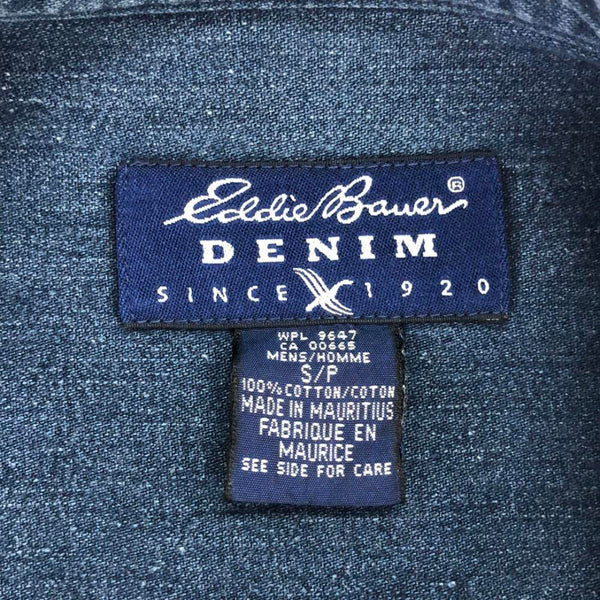 Eddie Bauer®
DENIM
SINCE 1920
WPL 9647
CA 00665
MENS/HOMME
S/P
100% COTTON/COTON
MADE IN MAURITIUS
FABRIQUE EN
MAURICE
SEE SIDE FOR CARE